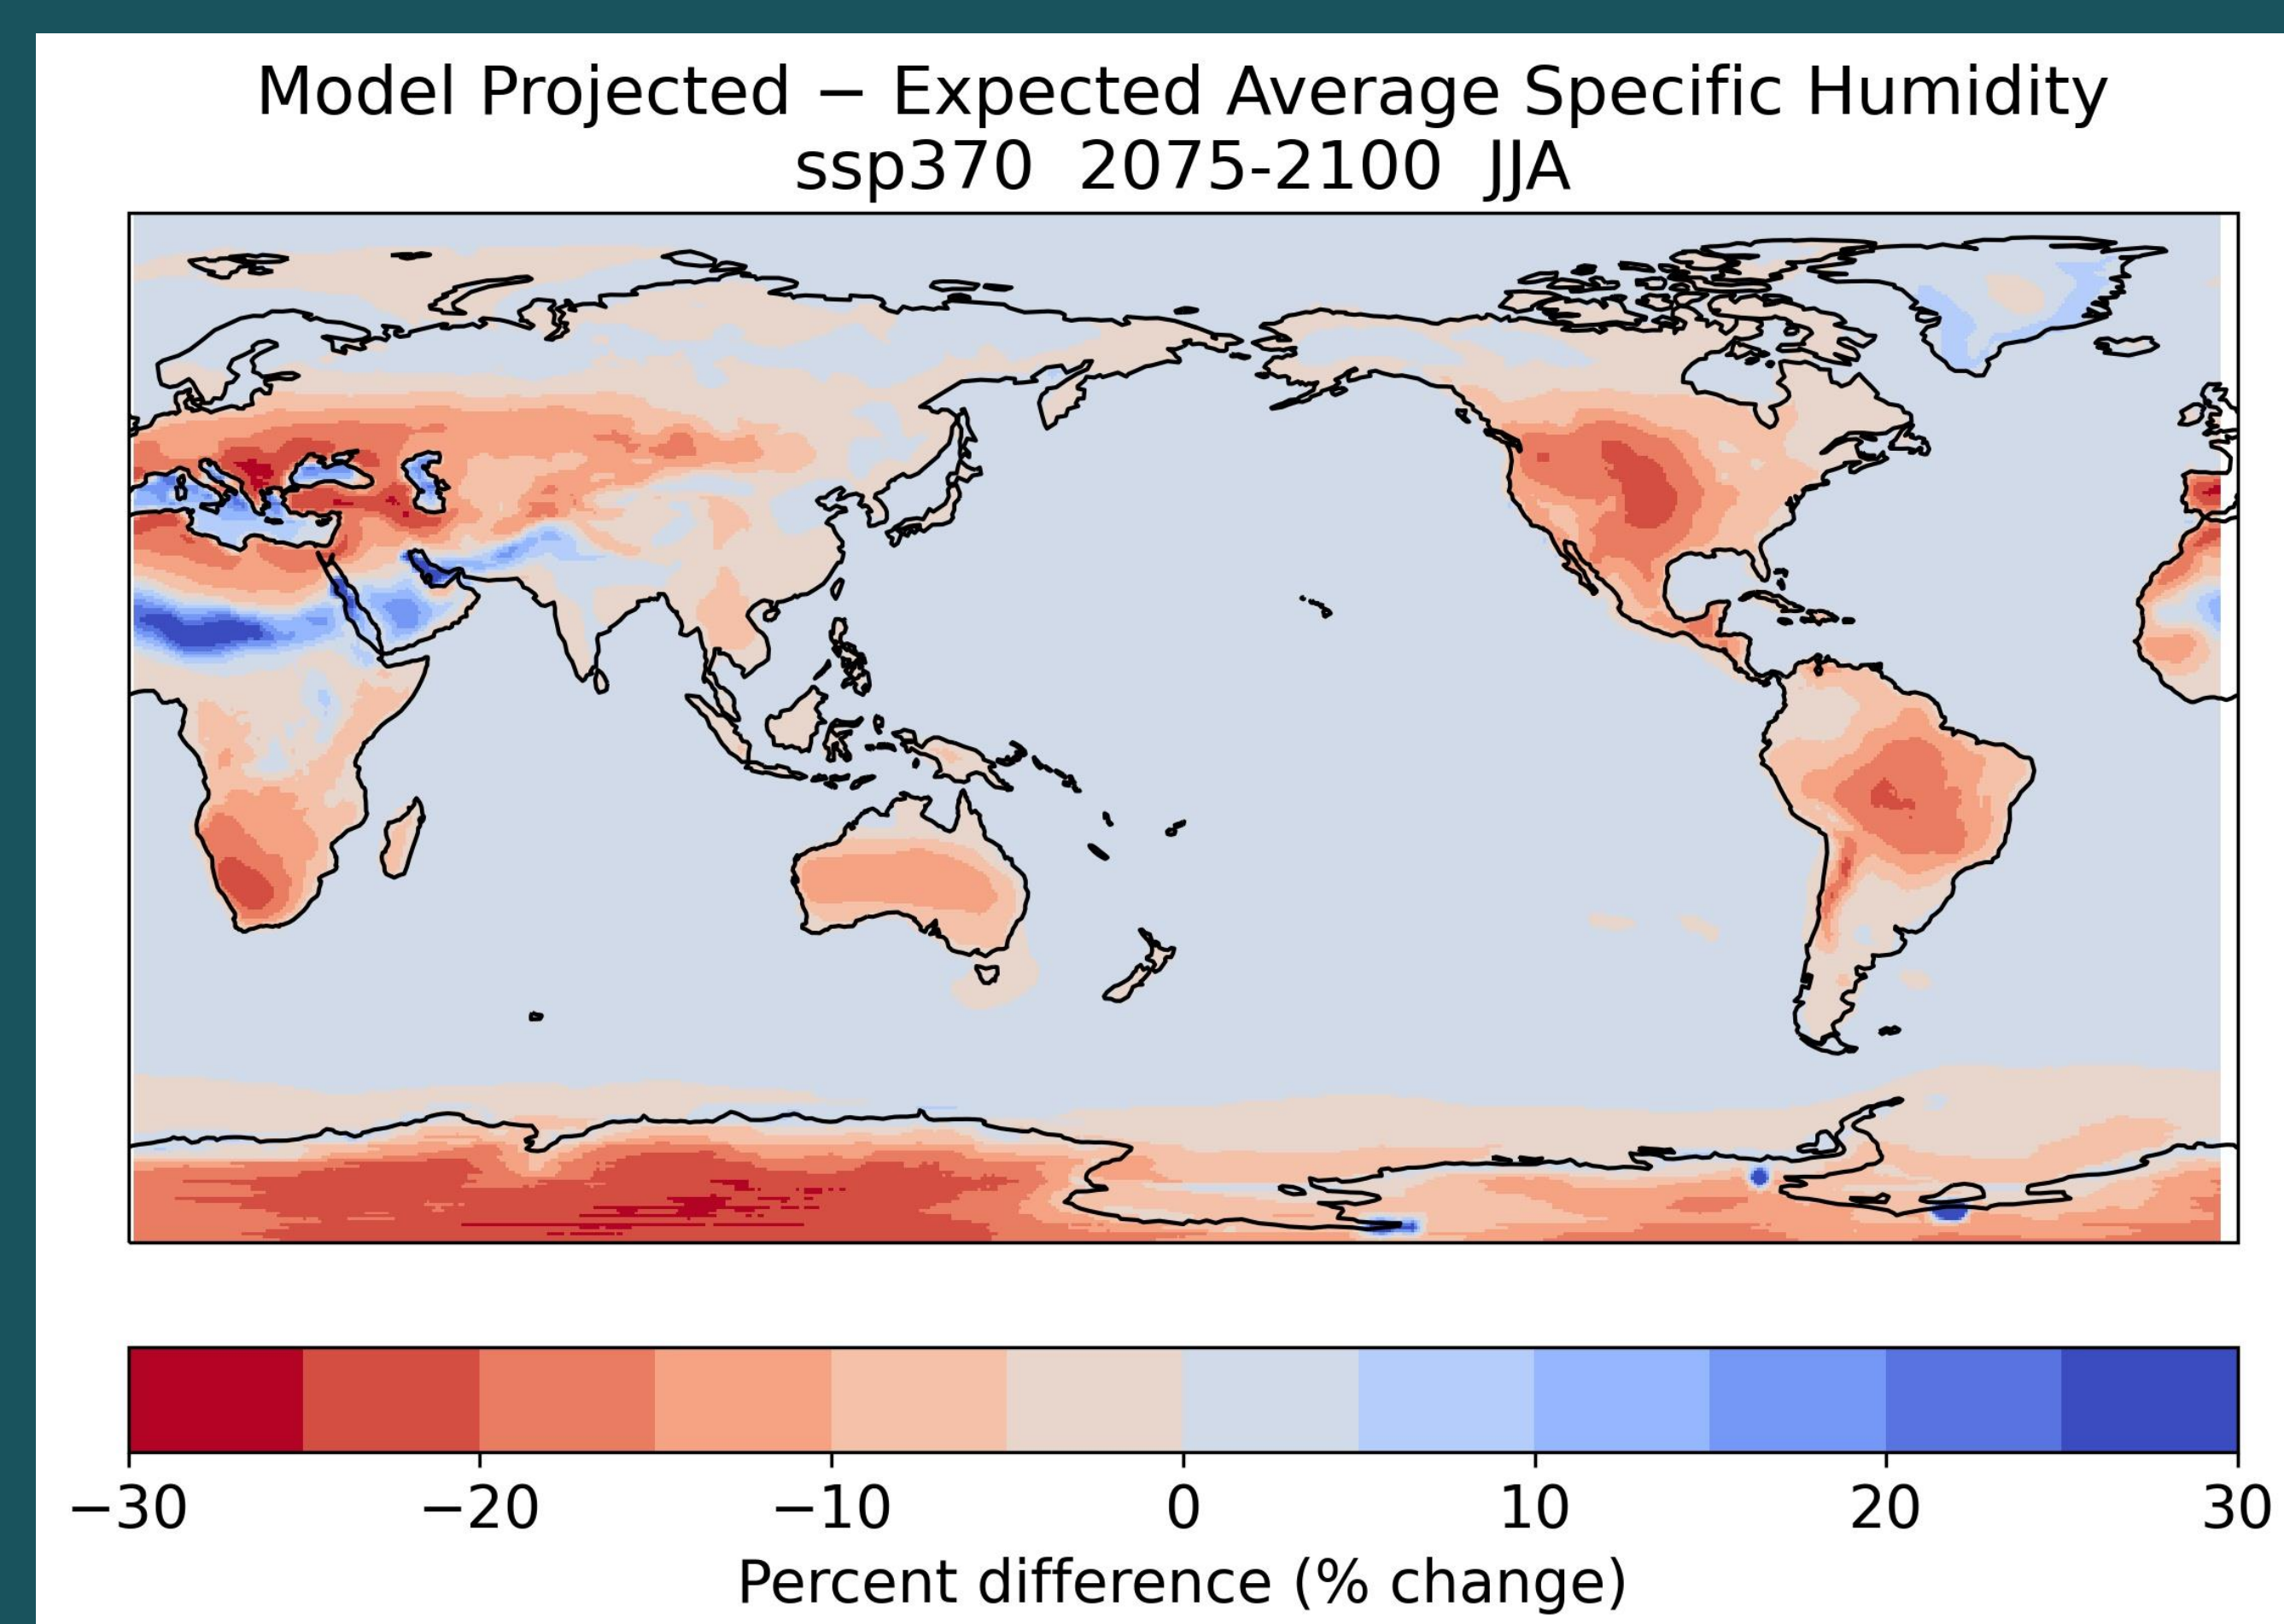 Model Projected − Expected Average Specific Humidity
ssp370 2075-2100 JJA
−30 −20 −10 0 10 20 30
Percent difference (% change)